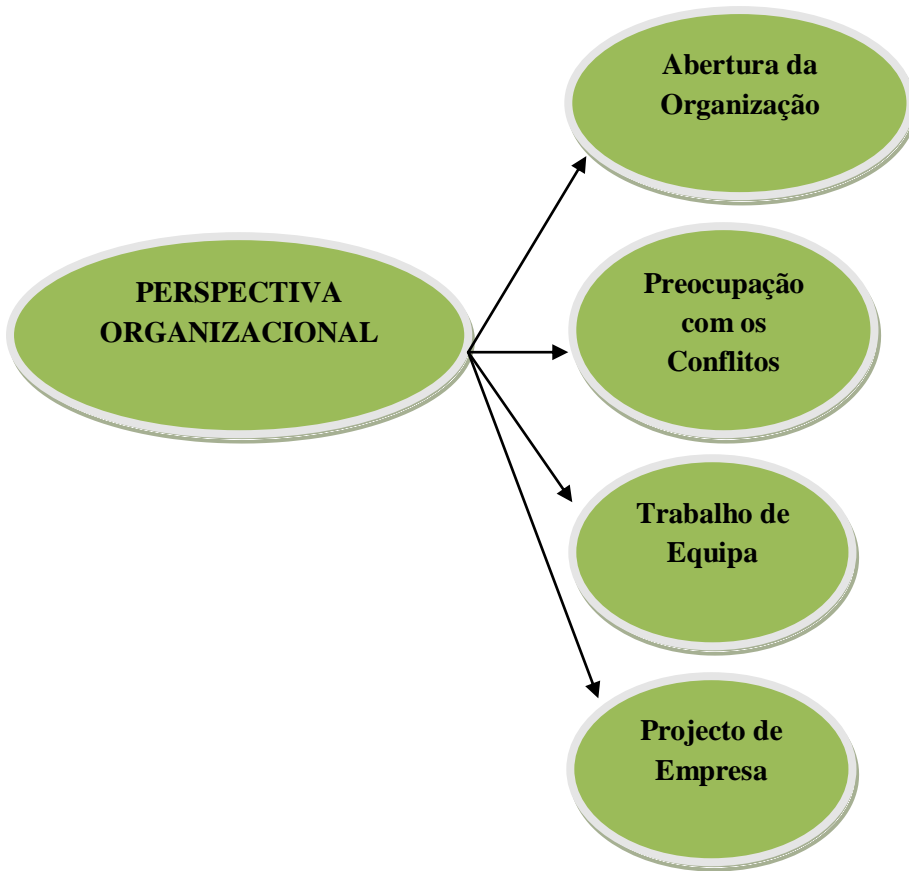 Abertura da
Organização
PERSPECTIVA
ORGANIZACIONAL
Preocupação
com os
Conflitos
Trabalho de
Equipa
Projecto de
Empresa